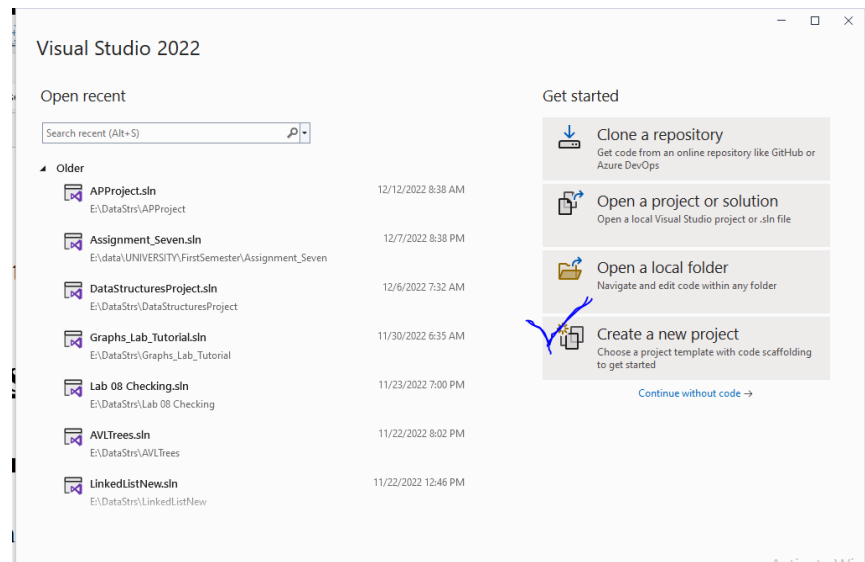 Visual Studio 2022
Open recent
Search recent (Alt+S)
Older
APProject.sln 12/12/2022 8:38 AM
E:\DataStrs\APProject
Assignment_Seven.sln 12/7/2022 8:38 PM
E:\data\UNIVERSITY\FirstSemester\Assignment_Seven
DataStructuresProject.sln 12/6/2022 7:32 AM
E:\DataStrs\DataStructuresProject
Graphs_Lab_Tutorial.sln 11/30/2022 6:35 AM
E:\DataStrs\Graphs_Lab_Tutorial
Lab 08 Checking.sln 11/23/2022 7:00 PM
E:\DataStrs\Lab 08 Checking
AVLTrees.sln 11/22/2022 8:02 PM
E:\DataStrs\AVLTrees
LinkedListNew.sln 11/22/2022 12:46 PM
E:\DataStrs\LinkedListNew
Get started
Clone a repository
Get code from an online repository like GitHub or
Azure DevOps
Open a project or solution
Open a local Visual Studio project or .sln file
Open a local folder
Navigate and edit code within any folder
Create a new project
Choose a project template with code scaffolding
to get started
Continue without code →